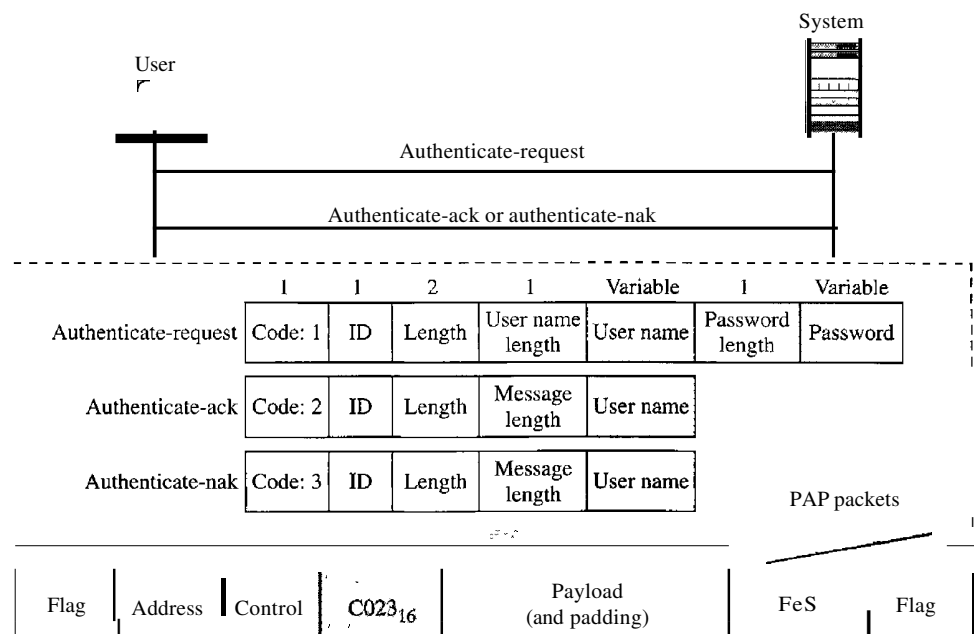 System
User
Authenticate-request
Authenticate-ack or authenticate-nak
1 1 2 1 Variable 1 Variable
Authenticate-request Code: 1 ID Length User name length User name Password length Password
Authenticate-ack Code: 2 ID Length Message length User name
Authenticate-nak Code: 3 ID Length Message length User name
PAP packets
Flag Address Control C023₁₆ Payload (and padding) FeS Flag